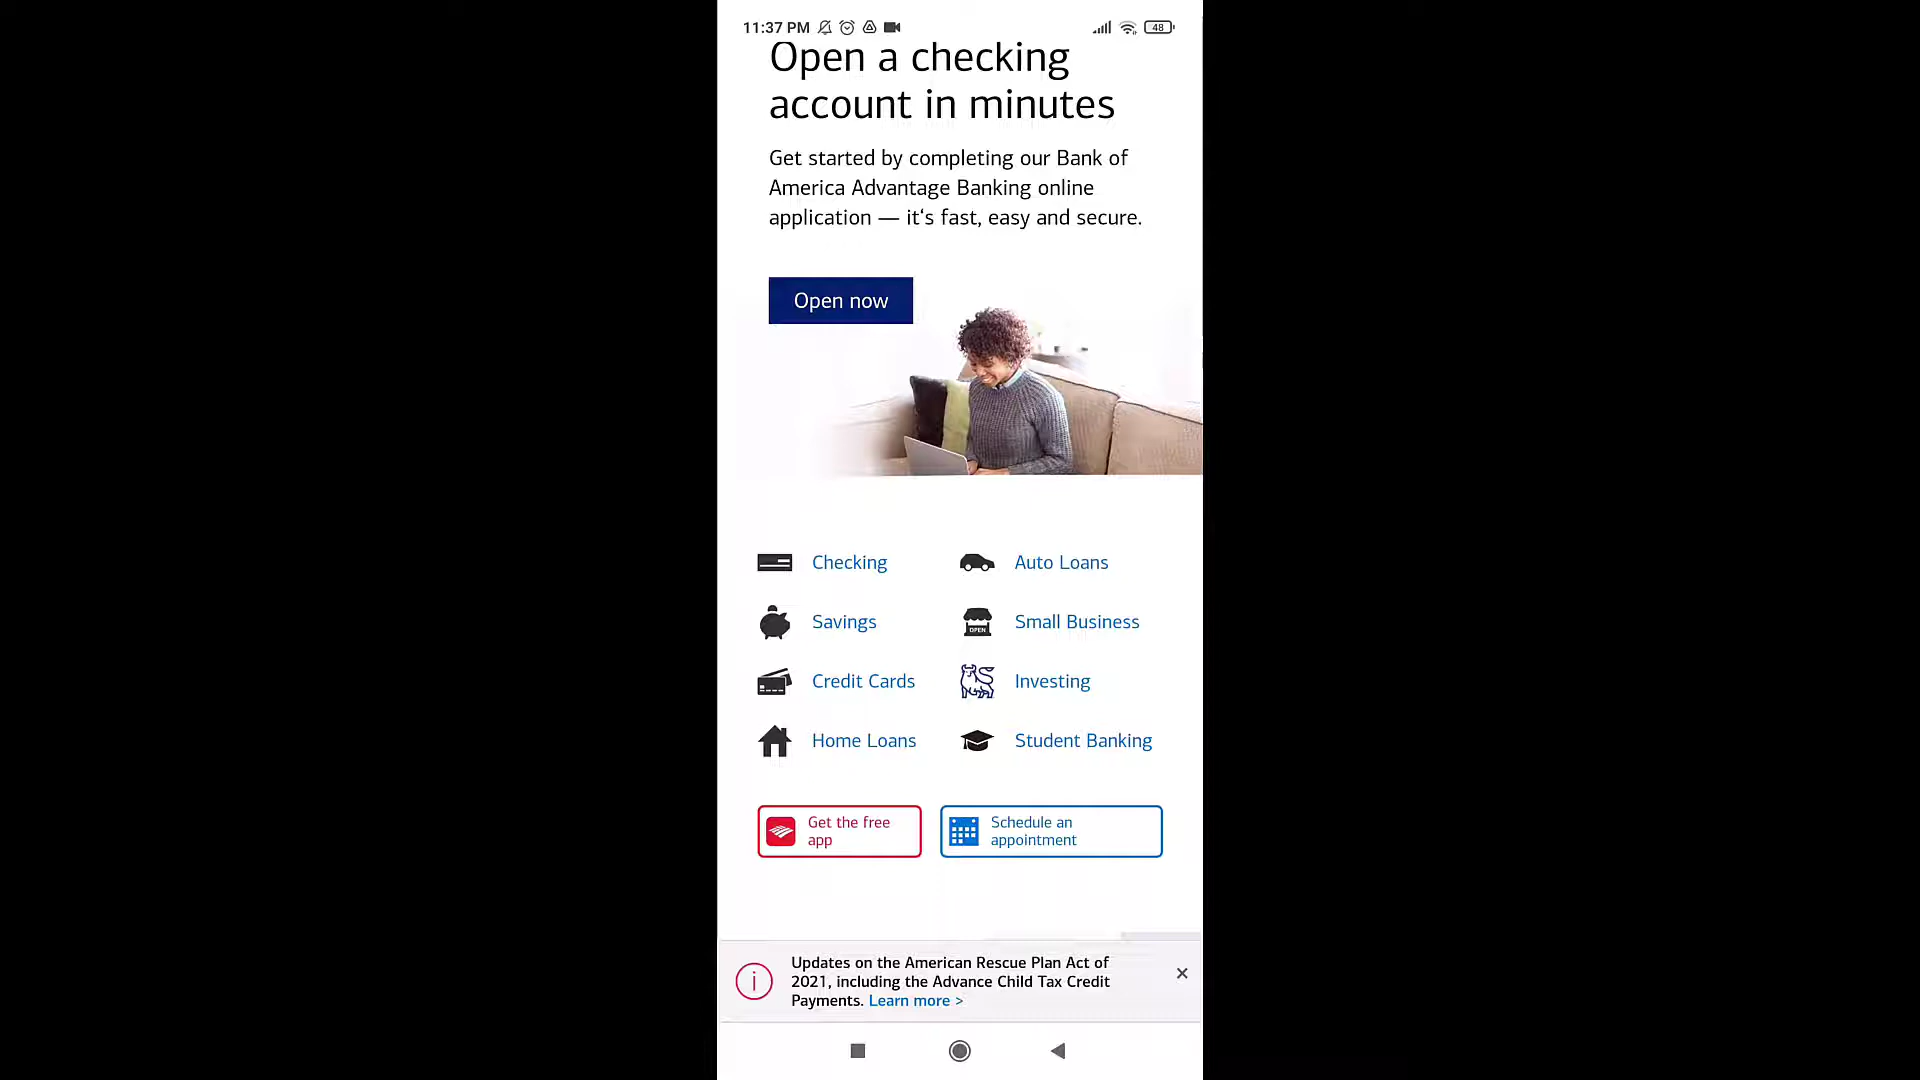 11:37 PM
48
Open a checking
account in minutes
Get started by completing our Bank of
America Advantage Banking online
application — it‘s fast, easy and secure.
Open now
Checking
Auto Loans
Savings
OPEN
Small Business
Credit Cards
Investing
Home Loans
Student Banking
Get the free
app
Schedule an
appointment
Updates on the American Rescue Plan Act of
2021, including the Advance Child Tax Credit
Payments. Learn more >